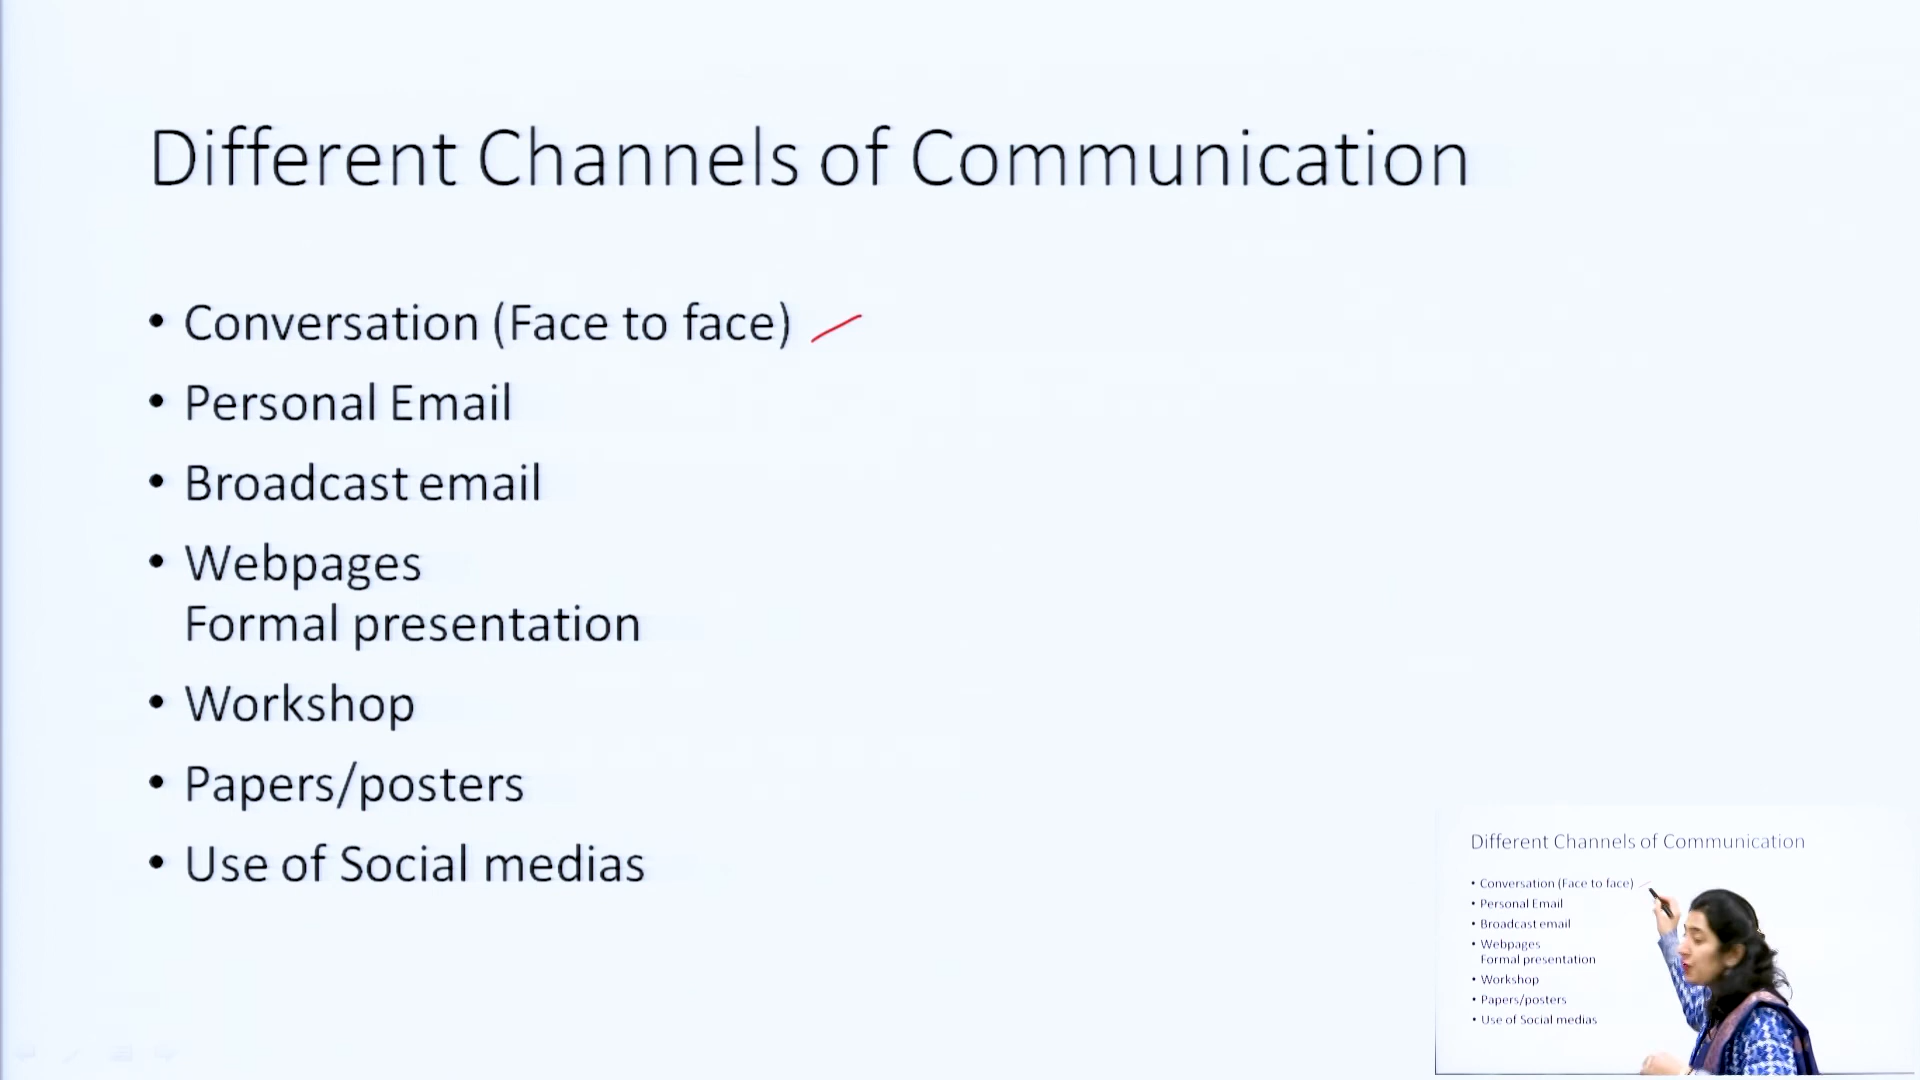 Different Channels of Communication
• Conversation (Face to face)
• Personal Email
• Broadcast email
• Webpages
Formal presentation
• Workshop
• Papers/posters
• Use of Social medias
Different Channels of Communication
• Conversation (Face to face)
• Personal Email
• Broadcast email
• Webpages
Formal presentation
• Workshop
• Papers/posters
• Use of Social medias